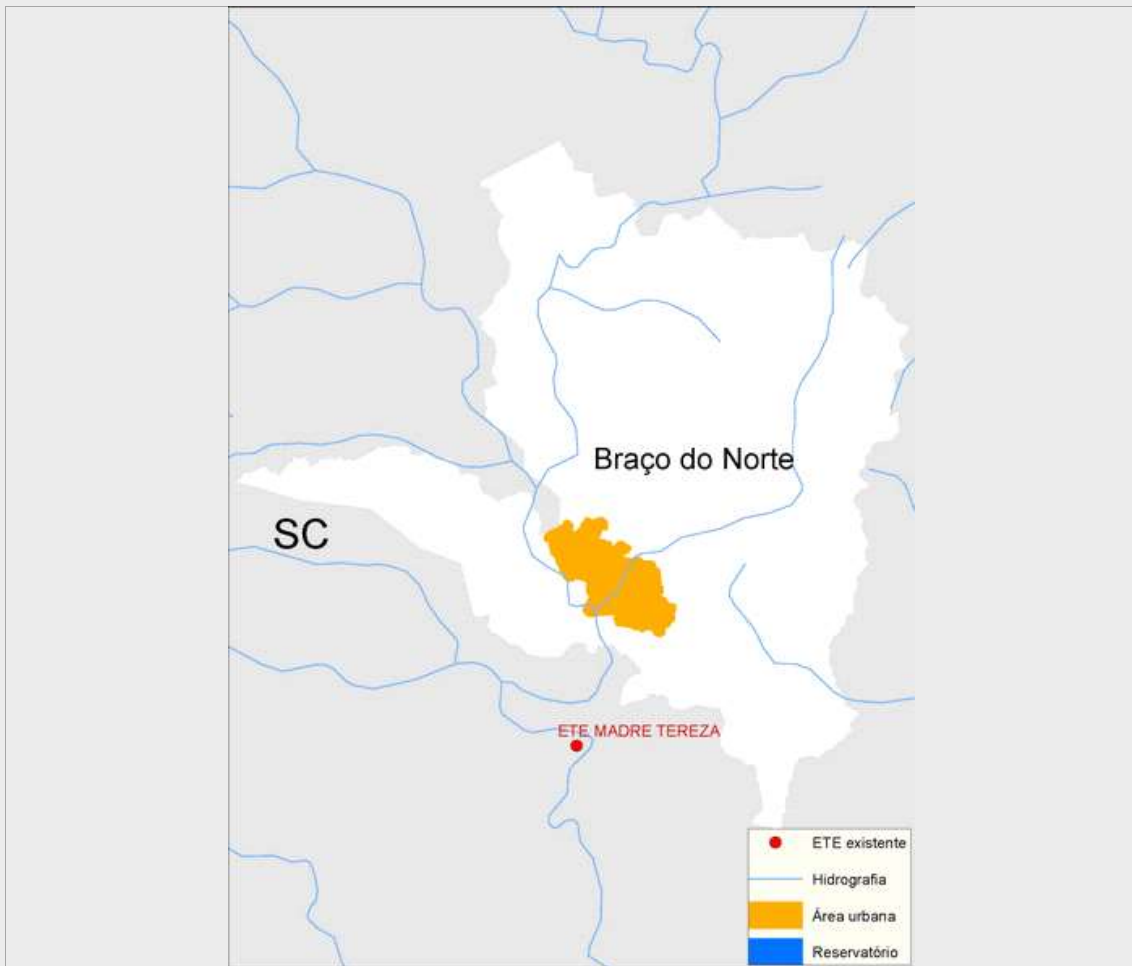 Braço do Norte
SC
ETE MADRE TEREZA
ETE existente
Hidrografia
Área urbana
Reservatório